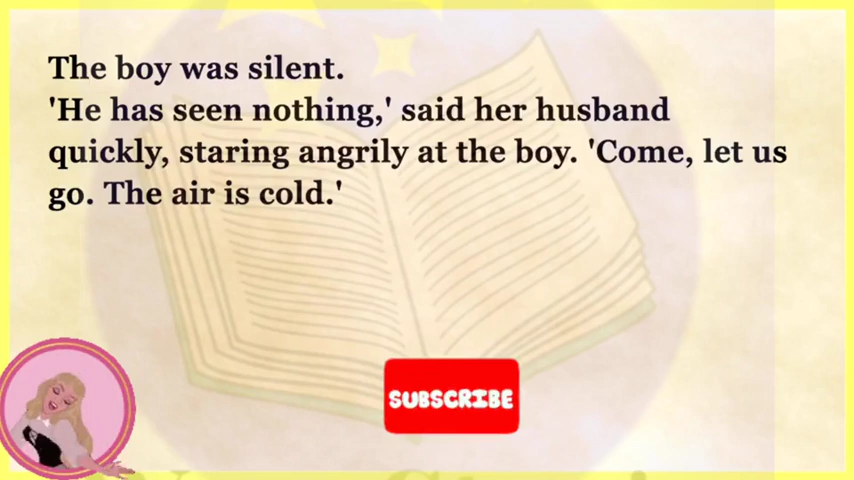 The boy was silent.
'He has seen nothing,' said her husband
quickly, staring angrily at the boy. 'Come, let us
go. The air is cold.'
SUBSCRIBE